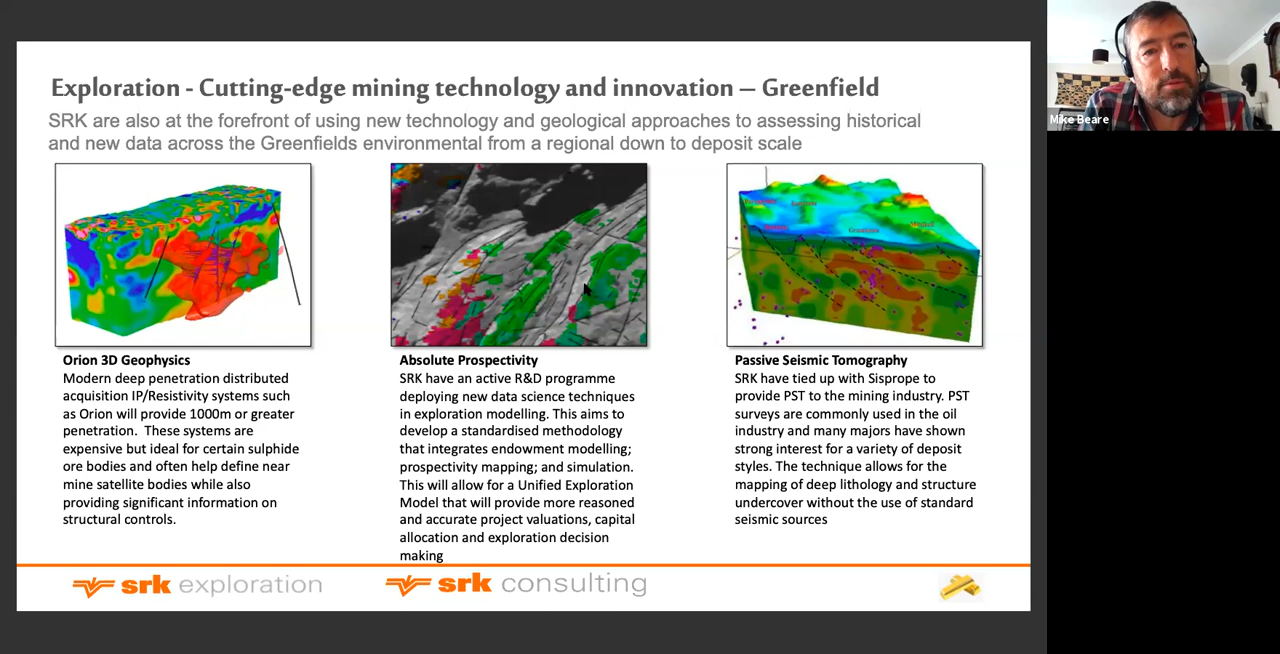 Exploration - Cutting-edge mining technology and innovation – Greenfield
SRK are also at the forefront of using new technology and geological approaches to assessing historical
and new data across the Greenfields environmental from a regional down to deposit scale
Orion 3D Geophysics
Modern deep penetration distributed
acquisition IP/Resistivity systems such
as Orion will provide 1000m or greater
penetration. These systems are
expensive but ideal for certain sulphide
ore bodies and often help define near
mine satellite bodies while also
providing significant information on
structural controls.
Absolute Prospectivity
SRK have an active R&D programme
deploying new data science techniques
in exploration modelling. This aims to
develop a standardised methodology
that integrates endowment modelling;
prospectivity mapping; and simulation.
This will allow for a Unified Exploration
Model that will provide more reasoned
and accurate project valuations, capital
allocation and exploration decision
making
Passive Seismic Tomography
SRK have tied up with Sisprope to
provide PST to the mining industry. PST
surveys are commonly used in the oil
industry and many majors have shown
strong interest for a variety of deposit
styles. The technique allows for the
mapping of deep lithology and structure
undercover without the use of standard
seismic sources
srk exploration
srk consulting
Mike Beare